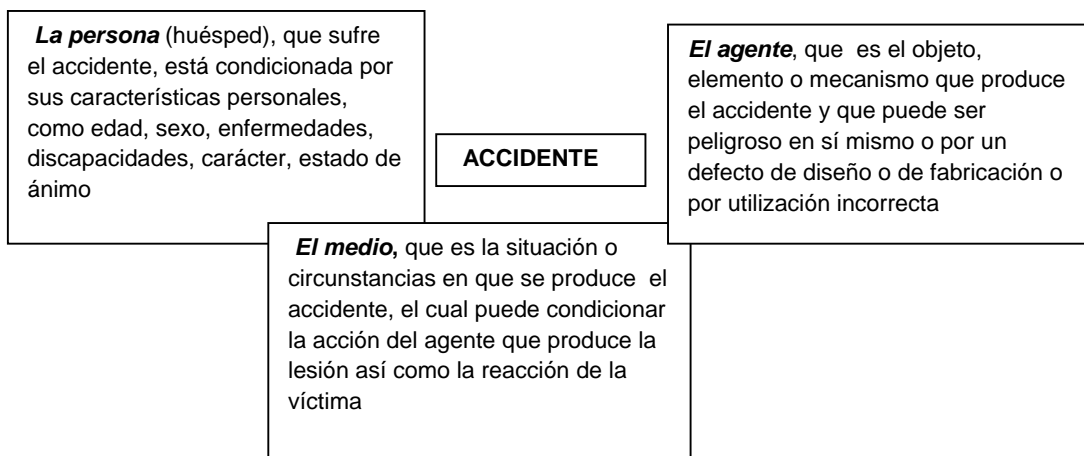 La persona (huésped), que sufre
el accidente, está condicionada por
sus características personales,
como edad, sexo, enfermedades,
discapacidades, carácter, estado de
ánimo
ACCIDENTE
El agente, que es el objeto,
elemento o mecanismo que produce
el accidente y que puede ser
peligroso en sí mismo o por un
defecto de diseño o de fabricación o
por utilización incorrecta
El medio, que es la situación o
circunstancias en que se produce el
accidente, el cual puede condicionar
la acción del agente que produce la
lesión así como la reacción de la
víctima